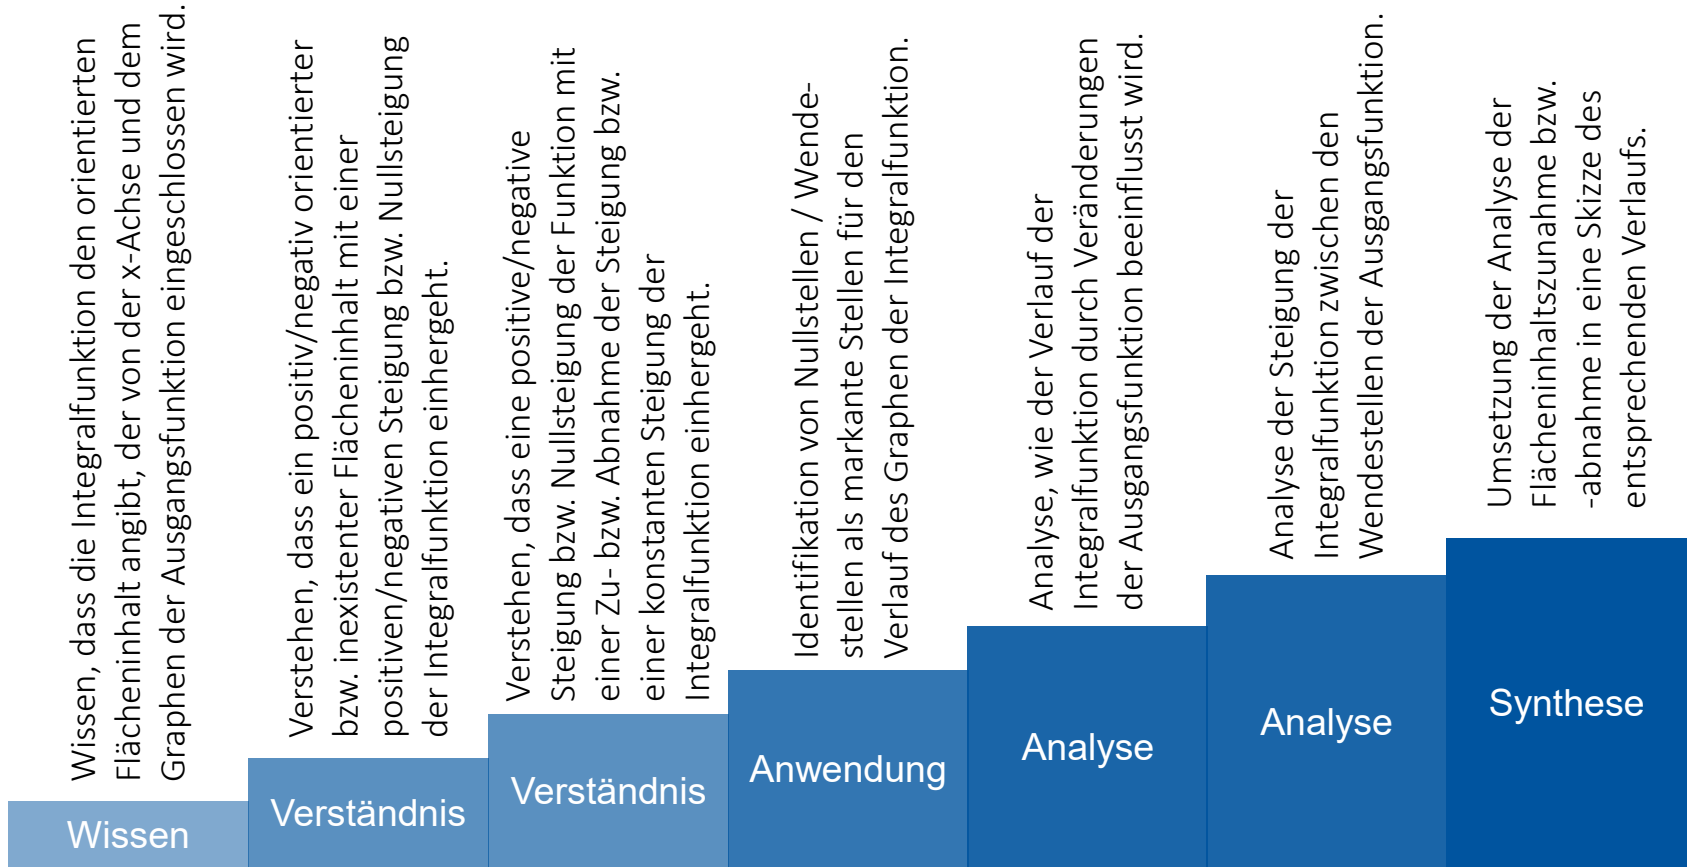 Wissen, dass die Integralfunktion den orientierten
Flächeninhalt angibt, der von der x-Achse und dem
Graphen der Ausgangsfunktion eingeschlossen wird.
Wissen
Verstehen, dass ein positiv/negativ orientierter
bzw. inexistenter Flächeninhalt mit einer
positiven/negativen Steigung bzw. Nullsteigung
der Integralfunktion einhergeht.
Verständnis
Verstehen, dass eine positive/negative
Steigung bzw. Nullsteigung der Funktion mit
einer Zu- bzw. Abnahme der Steigung bzw.
einer konstanten Steigung der
Integralfunktion einhergeht.
Verständnis
Identifikation von Nullstellen / Wende-
stellen als markante Stellen für den
Verlauf des Graphen der Integralfunktion.
Anwendung
Analyse, wie der Verlauf der
Integralfunktion durch Veränderungen
der Ausgangsfunktion beeinflusst wird.
Analyse
Analyse der Steigung der
Integralfunktion zwischen den
Wendestellen der Ausgangsfunktion.
Analyse
Umsetzung der Analyse der
Flächeninhaltszunahme bzw.
-abnahme in eine Skizze des
entsprechenden Verlaufs.
Synthese